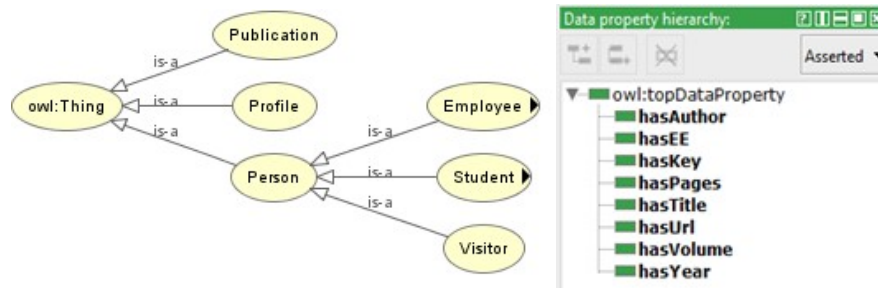 Publication
is-a
owl:Thing
is-a
Profile
Employee
is-a
is-a
Person
is-a
Student
is-a
Visitor
Data property hierarchy:
Asserted
owl:topDataProperty
hasAuthor
hasEE
hasKey
hasPages
hasTitle
hasUrl
hasVolume
hasYear